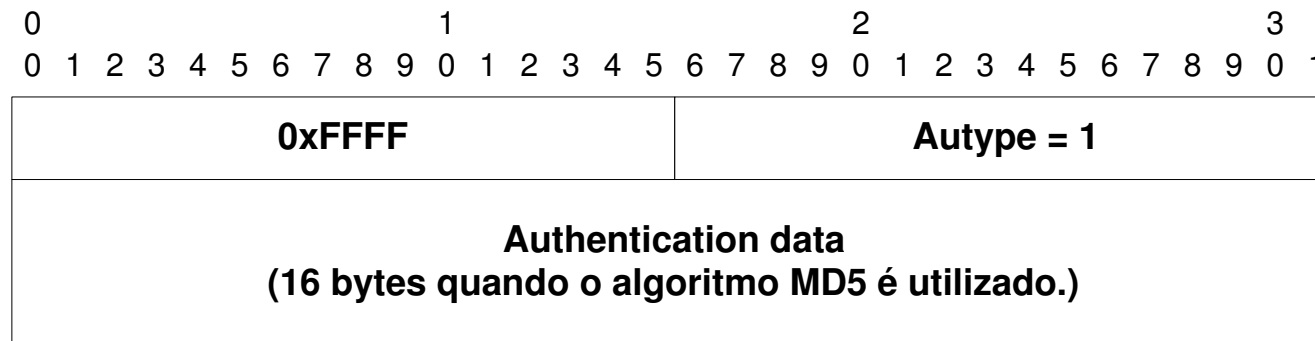 0 1 2 3
0 1 2 3 4 5 6 7 8 9 0 1 2 3 4 5 6 7 8 9 0 1 2 3 4 5 6 7 8 9 0 1
0xFFFF Autype = 1
Authentication data
(16 bytes quando o algoritmo MD5 é utilizado.)